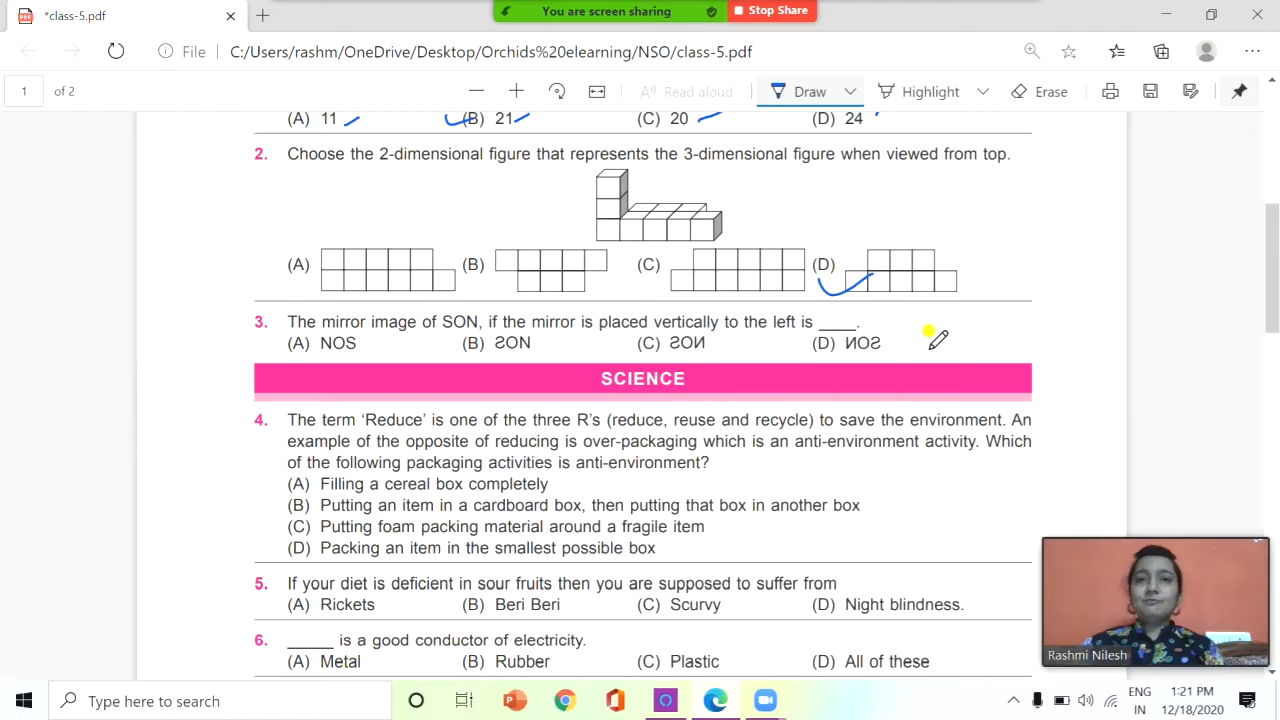 *class-5.pdf
You are screen sharing
Stop Share
File
C:/Users/rashm/OneDrive/Desktop/Orchids%20elearning/NSO/class-5.pdf
1 of 2
Read aloud
Draw
Highlight
Erase
(A) 11 (B) 21 (C) 20 (D) 24
2. Choose the 2-dimensional figure that represents the 3-dimensional figure when viewed from top.
(A) (B) (C) (D)
3. The mirror image of SON, if the mirror is placed vertically to the left is ____.
(A) NOS (B) ƧON (C) ƧOИ (D) ИOS
SCIENCE
4. The term ‘Reduce’ is one of the three R’s (reduce, reuse and recycle) to save the environment. An
example of the opposite of reducing is over-packaging which is an anti-environment activity. Which
of the following packaging activities is anti-environment?
(A) Filling a cereal box completely
(B) Putting an item in a cardboard box, then putting that box in another box
(C) Putting foam packing material around a fragile item
(D) Packing an item in the smallest possible box
5. If your diet is deficient in sour fruits then you are supposed to suffer from
(A) Rickets (B) Beri Beri (C) Scurvy (D) Night blindness.
6. _____ is a good conductor of electricity.
(A) Metal (B) Rubber (C) Plastic (D) All of these
Rashmi Nilesh
Type here to search
ENG
IN
1:21 PM
12/18/2020